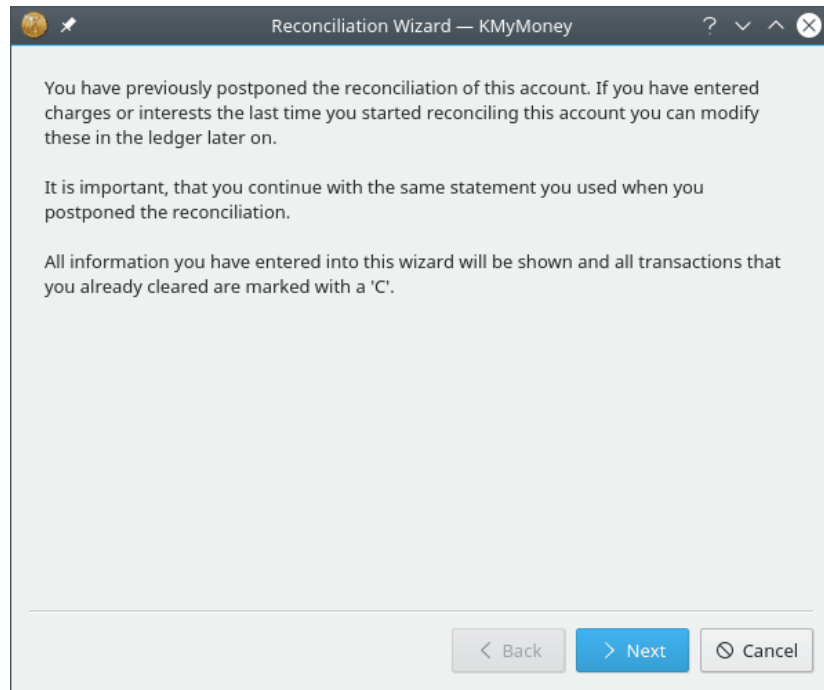 Reconciliation Wizard — KMyMoney
You have previously postponed the reconciliation of this account. If you have entered
charges or interests the last time you started reconciling this account you can modify
these in the ledger later on.
It is important, that you continue with the same statement you used when you
postponed the reconciliation.
All information you have entered into this wizard will be shown and all transactions that
you already cleared are marked with a 'C'.
Back
Next
Cancel